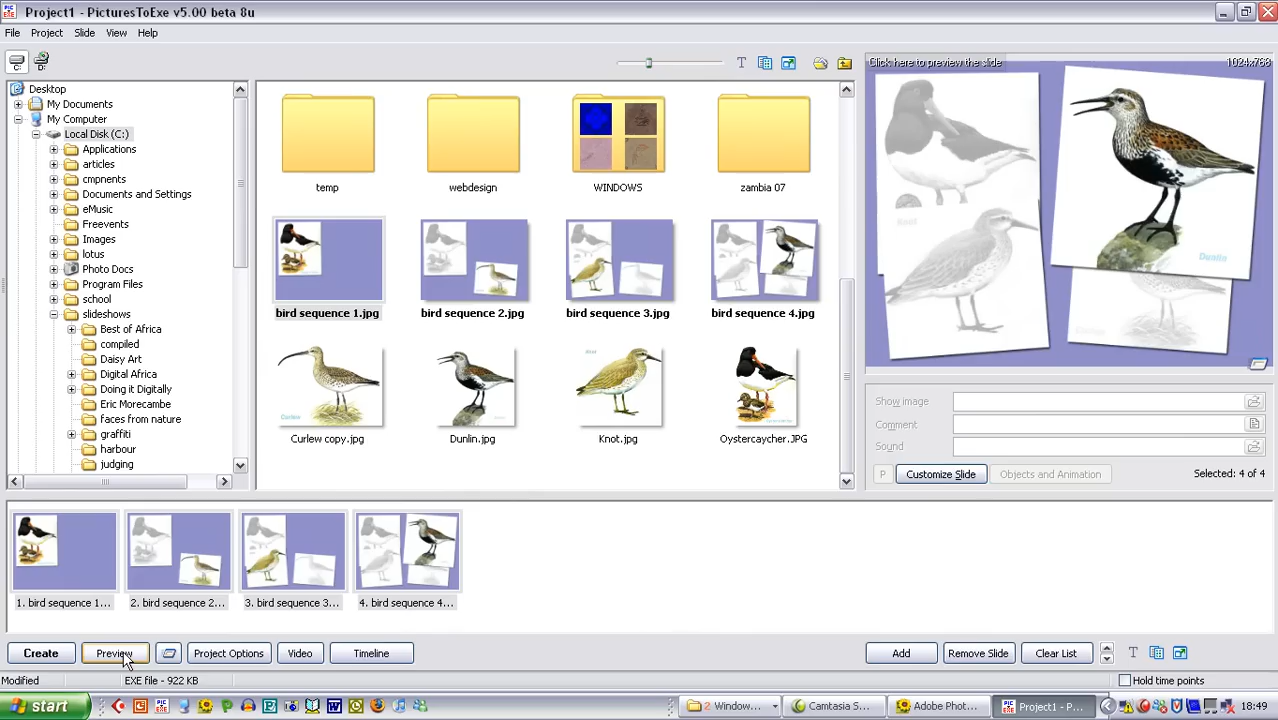 Project1 - PicturesToExe v5.00 beta 8u
File Project Slide View Help
Desktop
My Documents
My Computer
Local Disk (C:)
Applications
articles
cmpnents
Documents and Settings
eMusic
Freevents
Images
lotus
Photo Docs
Program Files
school
slideshows
Best of Africa
compiled
Daisy Art
Digital Africa
Doing it Digitally
Eric Morecambe
faces from nature
graffiti
harbour
judging
temp webdesign WINDOWS zambia 07
bird sequence 1.jpg bird sequence 2.jpg bird sequence 3.jpg bird sequence 4.jpg
Curlew copy.jpg Dunlin.jpg Knot.jpg Oystercaycher.JPG
Click here to preview the slide 1024x768
Knot
Dunlin
Show image
Comment
Sound
P Customize Slide Objects and Animation Selected: 4 of 4
1. bird sequence 1... 2. bird sequence 2... 3. bird sequence 3... 4. bird sequence 4...
Create Preview Project Options Video Timeline Add Remove Slide Clear List T
Modified EXE file - 922 KB Hold time points
start 2 Window... Camtasia S... Adobe Phot... Project1 - P... 18:49